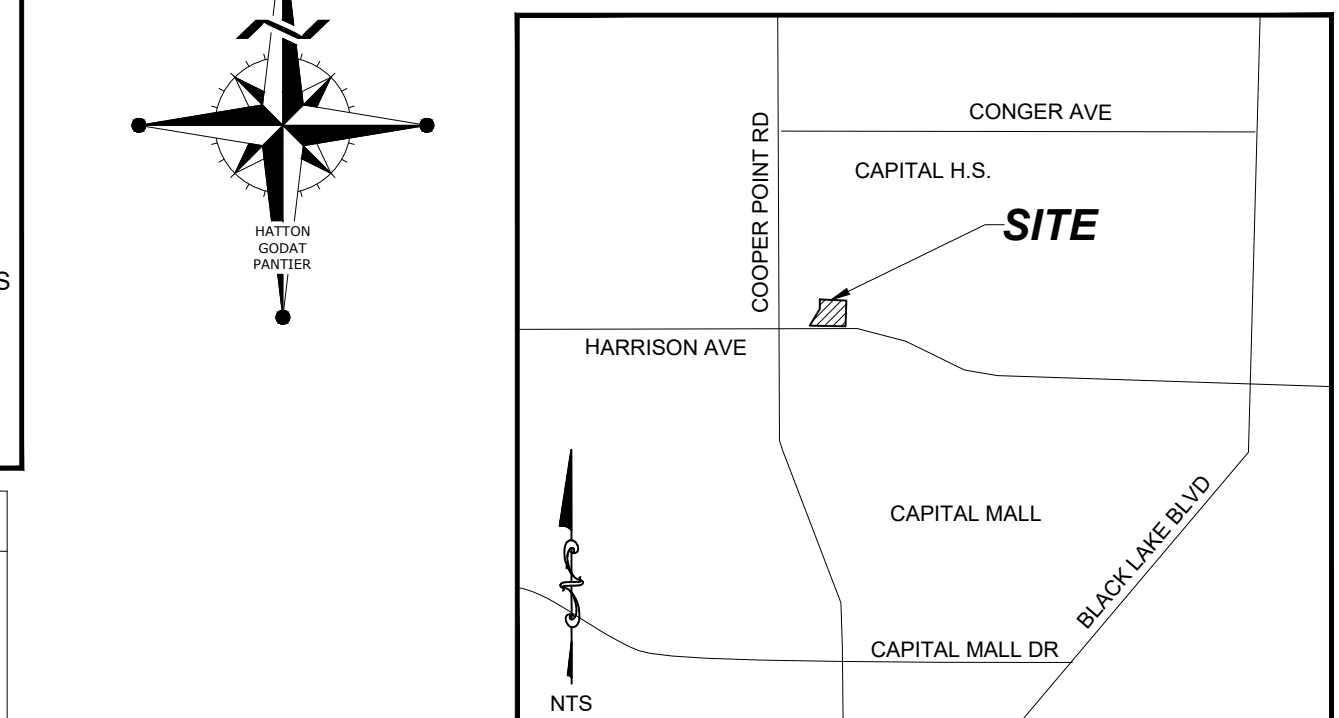 HATTON
GODAT
PANTIER
S
CONGER AVE
COOPER POINT RD
CAPITAL H.S.
SITE
HARRISON AVE
CAPITAL MALL
BLACK LAKE BLVD
CAPITAL MALL DR
NTS